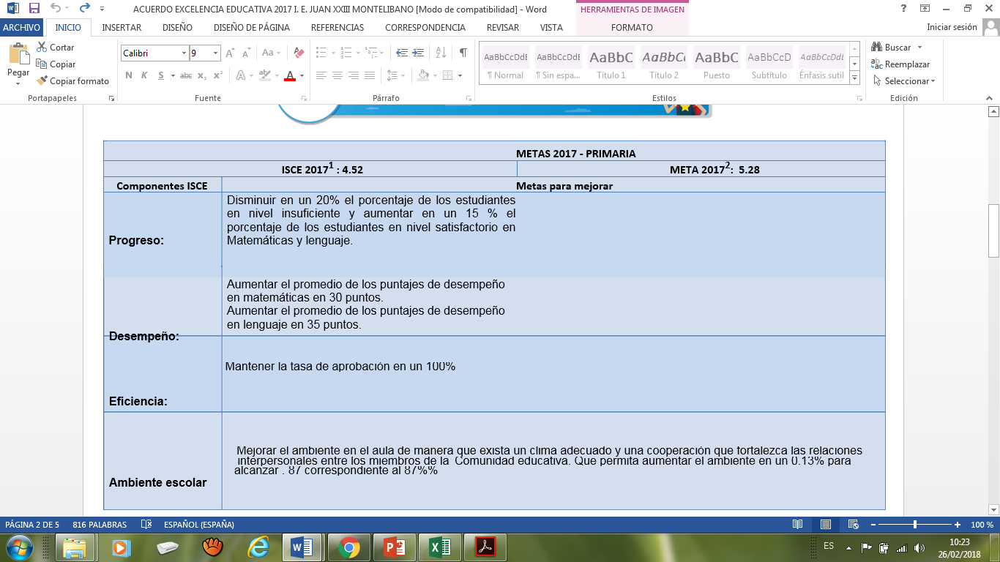 ACUERDO EXCELENCIA EDUCATIVA 2017 I. E. JUAN XXIII MONTELIBANO [Modo de compatibilidad] - Word
HERRAMIENTAS DE IMAGEN
ARCHIVO INICIO INSERTAR DISEÑO DISEÑO DE PÁGINA REFERENCIAS CORRESPONDENCIA REVISAR VISTA FORMATO Iniciar sesión
Pegar
Cortar
Copiar
Copiar formato
Portapapeles
Calibri 9
N K S abc x₂ x²
Fuente
Párrafo
AaBbCcDdE AaBbCcDdE AaBbC AaBbC AaBbC AaBbCcD AaBbCcDdE
¶ Normal ¶ Sin espa... Título 1 Título 2 Puesto Subtítulo Énfasis sutil
Estilos
Buscar
Reemplazar
Seleccionar
Edición
METAS 2017 - PRIMARIA
ISCE 2017¹ : 4.52 META 2017²: 5.28
Componentes ISCE Metas para mejorar
Progreso:
Disminuir en un 20% el porcentaje de los estudiantes
en nivel insuficiente y aumentar en un 15 % el
porcentaje de los estudiantes en nivel satisfactorio en
Matemáticas y lenguaje.
Desempeño:
Aumentar el promedio de los puntajes de desempeño
en matemáticas en 30 puntos.
Aumentar el promedio de los puntajes de desempeño
en lenguaje en 35 puntos.
Eficiencia:
Mantener la tasa de aprobación en un 100%
Ambiente escolar
Mejorar el ambiente en el aula de manera que exista un clima adecuado y una cooperación que fortalezca las relaciones
interpersonales entre los miembros de la Comunidad educativa. Que permita aumentar el ambiente en un 0.13% para
alcanzar . 87 correspondiente al 87%%
PÁGINA 2 DE 5 816 PALABRAS ESPAÑOL (ESPAÑA) 100 %
ES
10:23
26/02/2018